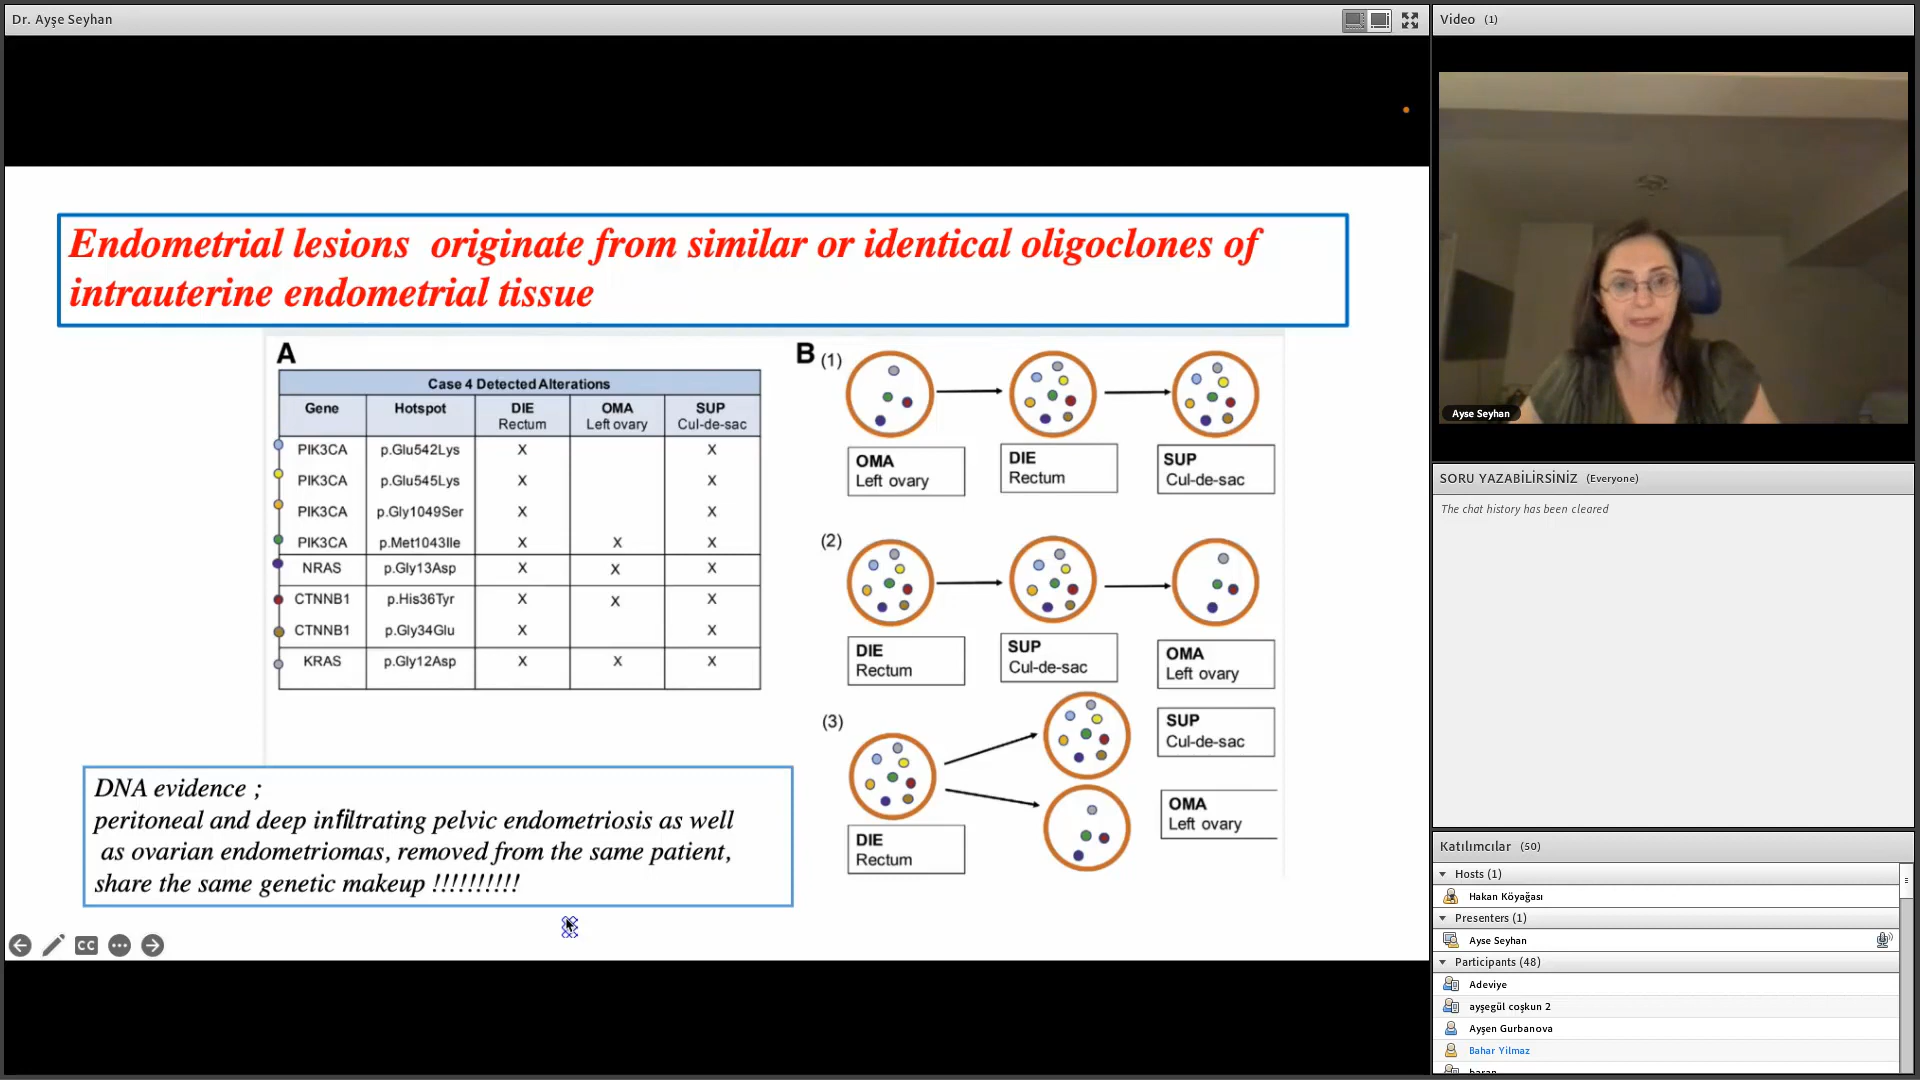 Dr. Ayşe Seyhan
Endometrial lesions originate from similar or identical oligoclones of
intrauterine endometrial tissue
A
Case 4 Detected Alterations
Gene Hotspot DIE Rectum OMA Left ovary SUP Cul-de-sac
PIK3CA p.Glu542Lys X X
PIK3CA p.Glu545Lys X X
PIK3CA p.Gly1049Ser X X
PIK3CA p.Met1043Ile X X X
NRAS p.Gly13Asp X X X
CTNNB1 p.His36Tyr X X X
CTNNB1 p.Gly34Glu X X
KRAS p.Gly12Asp X X X
B
(1)
OMA
Left ovary
DIE
Rectum
SUP
Cul-de-sac
(2)
DIE
Rectum
SUP
Cul-de-sac
OMA
Left ovary
(3)
DIE
Rectum
SUP
Cul-de-sac
OMA
Left ovary
DNA evidence ;
peritoneal and deep infiltrating pelvic endometriosis as well
as ovarian endometriomas, removed from the same patient,
share the same genetic makeup !!!!!!!!!!
CC
Video (1)
Ayse Seyhan
SORU YAZABİLİRSİNİZ (Everyone)
The chat history has been cleared
Katılımcılar (50)
Hosts (1)
Hakan Köyağası
Presenters (1)
Ayse Seyhan
Participants (48)
Adeviye
ayşegül coşkun 2
Ayşen Gurbanova
Bahar Yilmaz